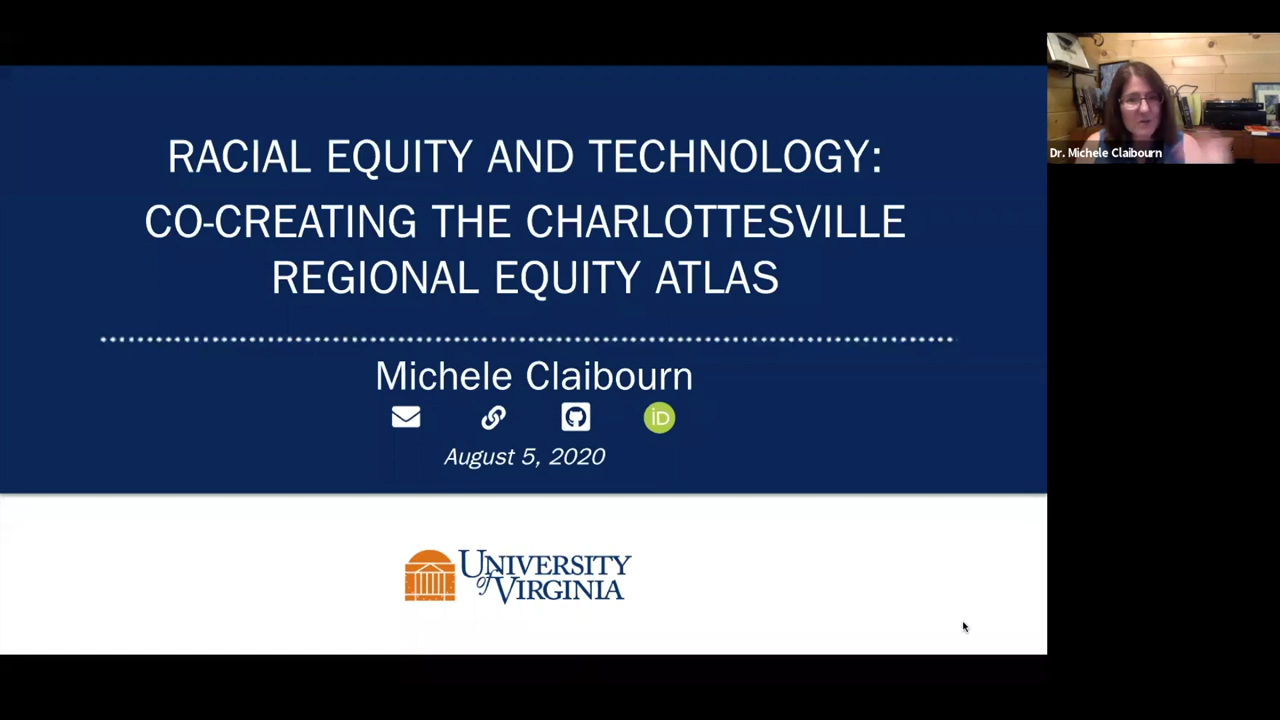 RACIAL EQUITY AND TECHNOLOGY:
CO-CREATING THE CHARLOTTESVILLE
REGIONAL EQUITY ATLAS
Michele Claibourn
iD
August 5, 2020
UNIVERSITY
of VIRGINIA
Dr. Michele Claibourn